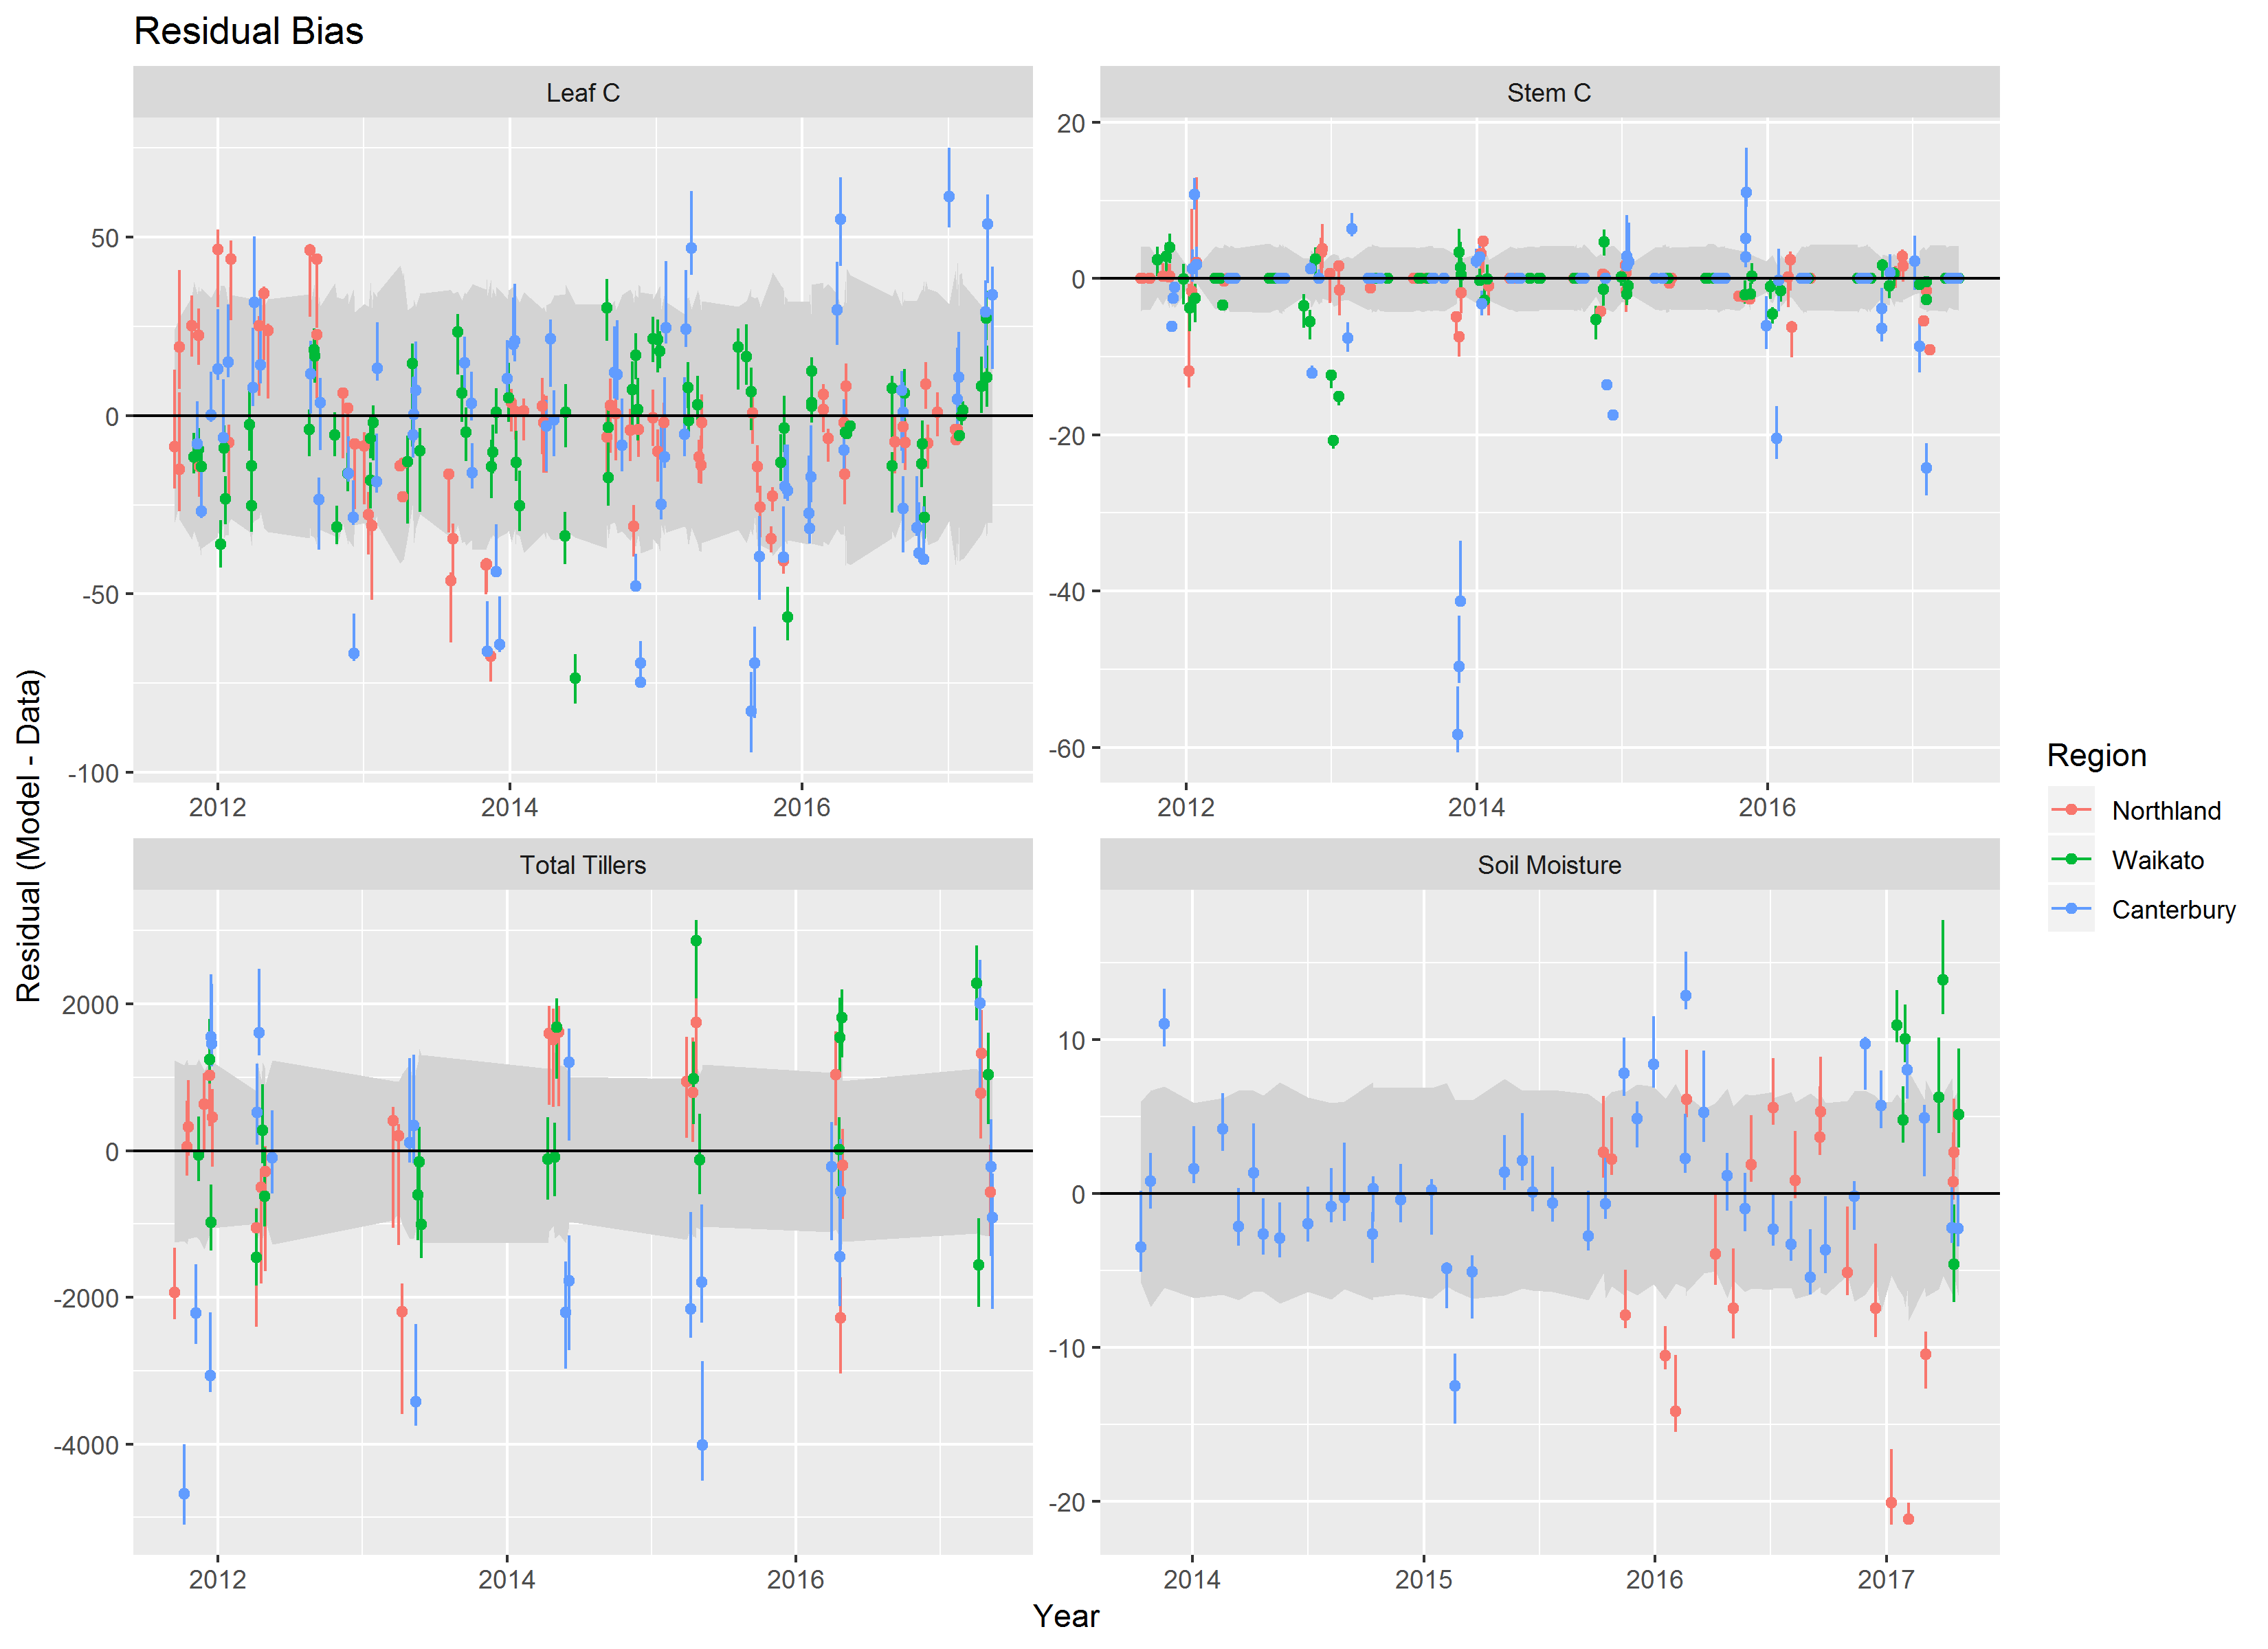 Residual Bias
Leaf C
Stem C
50
0
-50
-100
20
0
-20
-40
-60
2012 2014 2016
2012 2014 2016
Total Tillers
Soil Moisture
2000
0
-2000
-4000
10
0
-10
-20
2012 2014 2016
2014 2015 2016 2017
Residual (Model - Data)
Year
Region
Northland
Waikato
Canterbury